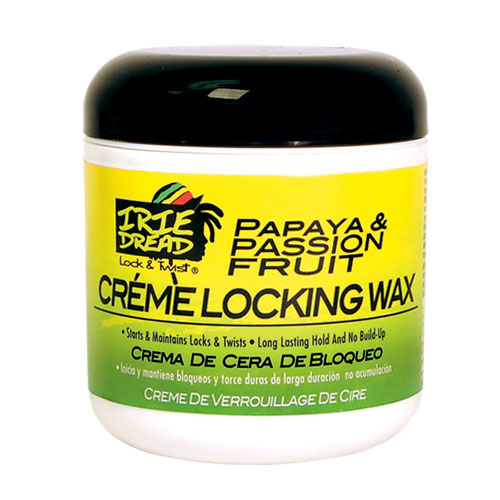 IRIE
DREAD
Lock & Twist®
PAPAYA &
PASSION
FRUIT
CRÉMÈ LOCKING WAX
• Starts & Maintains Locks & Twists • Long Lasting Hold And No Build-Up
CREMA DE CERA DE BLOQUEO
• Inicia y mantiene bloqueos y torce duras de larga duración no acumulación
CREME DE VERROUILLAGE DE CIRE